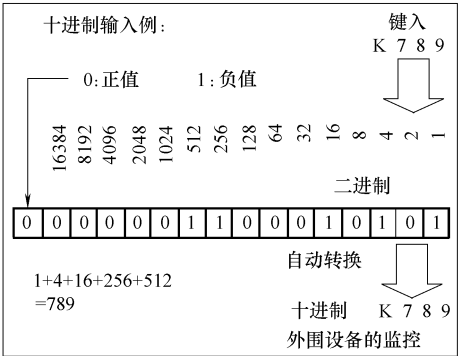 十进制输入例:
键入
K 7 8 9
0:正值 1:负值
16384 8192 4096 2048 1024 512 256 128 64 32 16 8 4 2 1
二进制
0 0 0 0 0 0 1 1 0 0 0 1 0 1 0 1
自动转换
1+4+16+256+512
=789
十进制 K 7 8 9
外围设备的监控